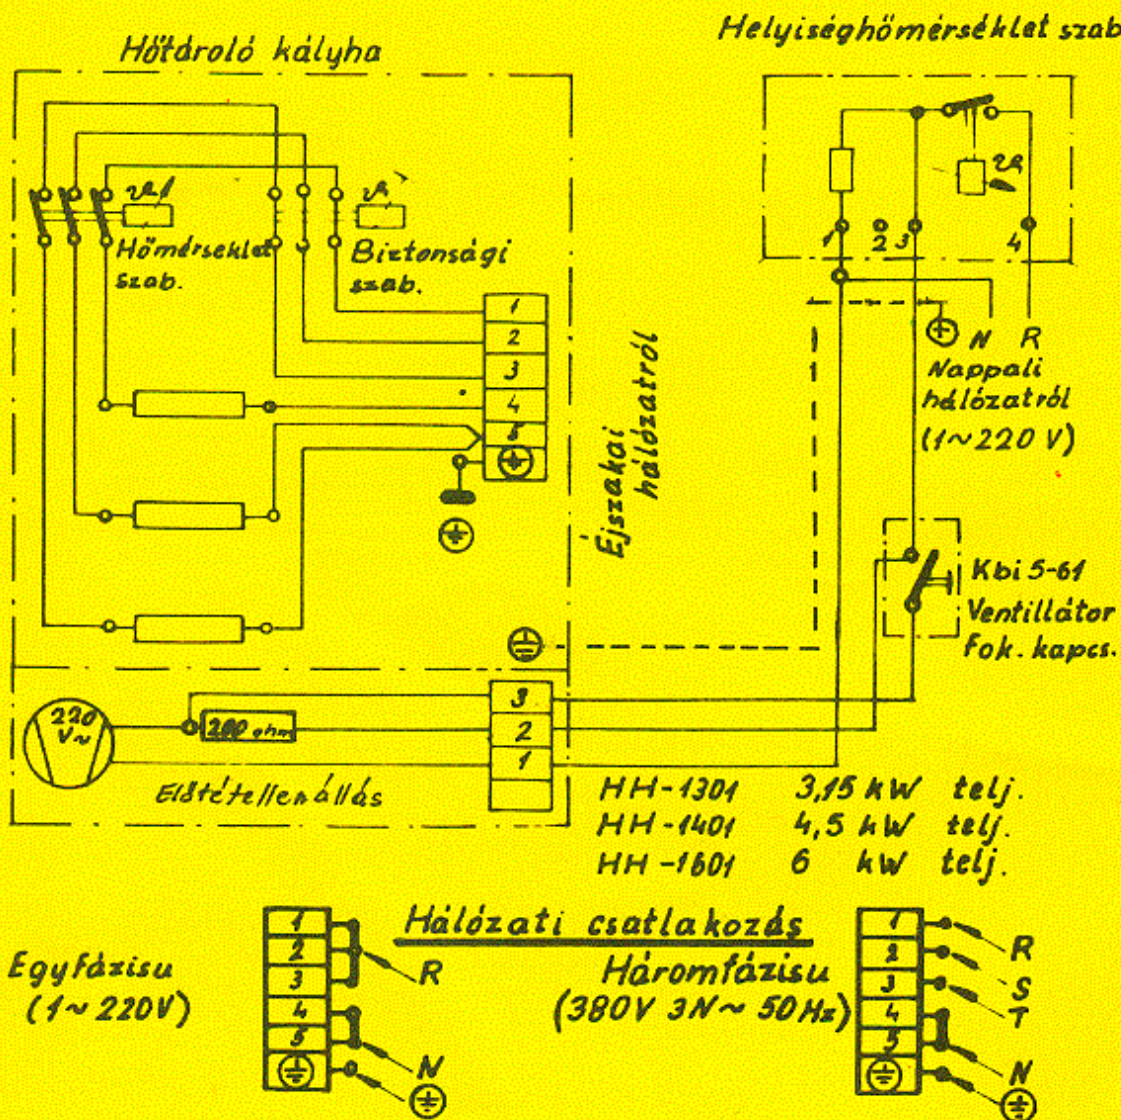 Hőtároló kályha
Helyiséghőmérséklet szab
Hőmérséklet
szab.
Biztonsági
szab.
1
2
3
4
5
1
2
3
4
N
R
Nappali
hálózatról
(1~220 V)
Éjszakai
hálózatról
Kbi 5-61
Ventillátor
fok. kapcs.
220
V~
200 ohm
3
2
1
Előtétellenállás
HH-1301 3,15 kW telj.
HH-1401 4,5 kW telj.
HH-1601 6 kW telj.
Hálózati csatlakozás
Egyfázisu
(1~220V)
1
2
3
4
5
R
N
Háromfázisu
(380V 3N~ 50Hz)
1
2
3
4
5
R
S
T
N